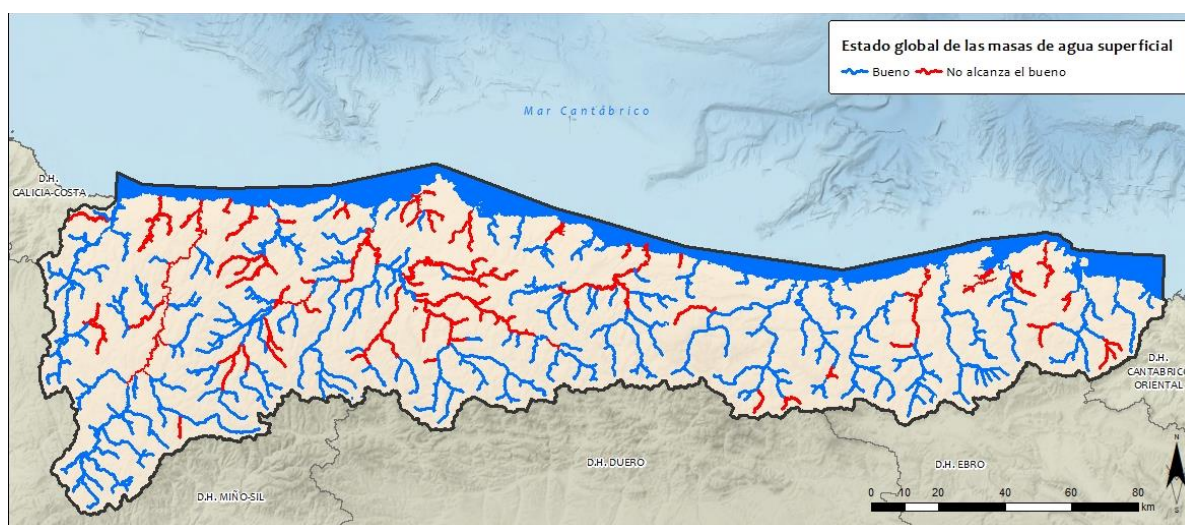 Estado global de las masas de agua superficial
Bueno
No alcanza el bueno
Mar Cantábrico
D.H.
GALICIA-COSTA
D.H.
CANTÁBRICO
ORIENTAL
D.H. DUERO
D.H. EBRO
D.H. MIÑO-SIL
N
S
0 10 20 40 60 80
km